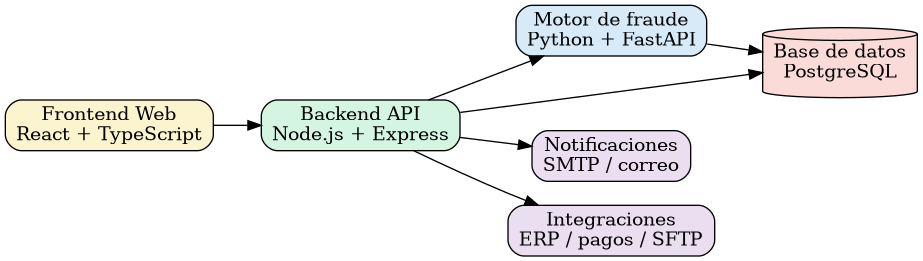 Motor de fraude
Python + FastAPI
Base de datos
PostgreSQL
Frontend Web
React + TypeScript
Backend API
Node.js + Express
Notificaciones
SMTP / correo
Integraciones
ERP / pagos / SFTP